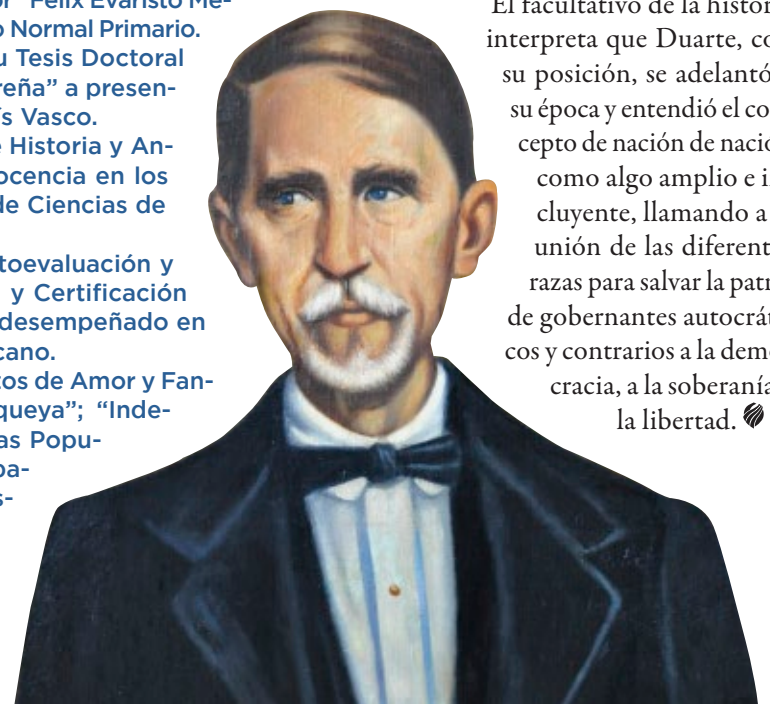 or “Félix Evaristo Me-
o Normal Primario.
u Tesis Doctoral
reña” a presen-
ís Vasco.
e Historia y An-
ocencia en los
de Ciencias de
toevaluación y
y Certificación
desempeñado en
cano.
tos de Amor y Fan-
queya”; “Inde-
as Popu-
pa-
s-
El facultativo de la histor
interpreta que Duarte, co
su posición, se adelantó
su época y entendió el co
cepto de nación de nacio
como algo amplio e i
cluyente, llamando a
unión de las diferent
razas para salvar la patr
de gobernantes autocrát
cos y contrarios a la demo
cracia, a la soberanía
la libertad.